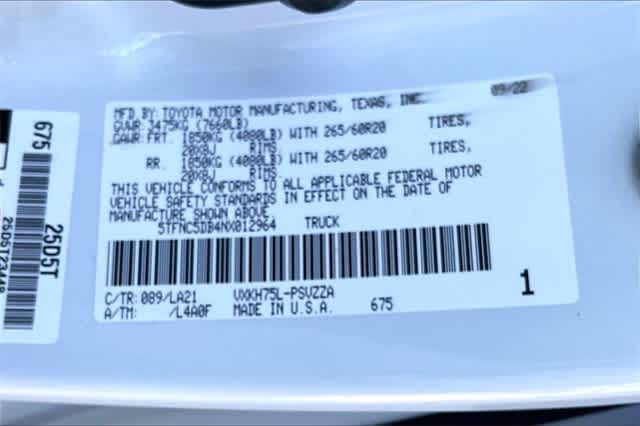 MFD BY: TOYOTA MOTOR MANUFACTURING, TEXAS, INC. 09/22
GVWR: 3475KG (7660LB)
GAWR: FRT. 1850KG (4080LB) WITH 265/60R20 TIRES,
20X8J RIMS
RR. 1850KG (4080LB) WITH 265/60R20 TIRES,
20X8J RIMS
THIS VEHICLE CONFORMS TO ALL APPLICABLE FEDERAL MOTOR
VEHICLE SAFETY STANDARDS IN EFFECT ON THE DATE OF
MANUFACTURE SHOWN ABOVE.
5TFNC5DB4NX012964 TRUCK
C/TR: 089/LA21 VXKH75L-PSVZZA
A/TM: /L4A0F MADE IN U.S.A. 675
1
675
25D5T